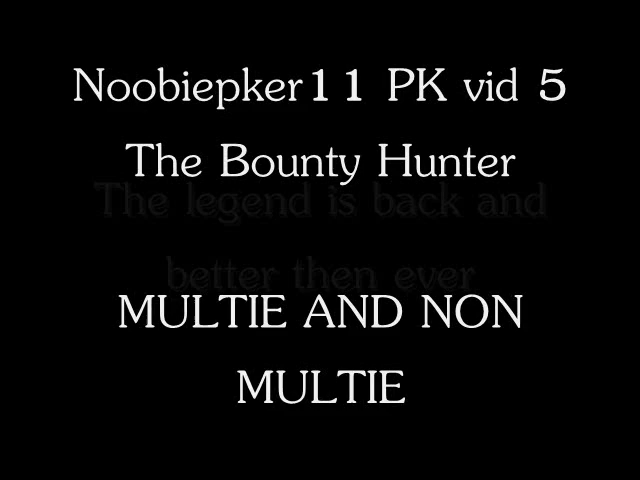 Noobiepker11 PK vid 5
The Bounty Hunter
The legend is back and
better then ever
MULTIE AND NON
MULTIE